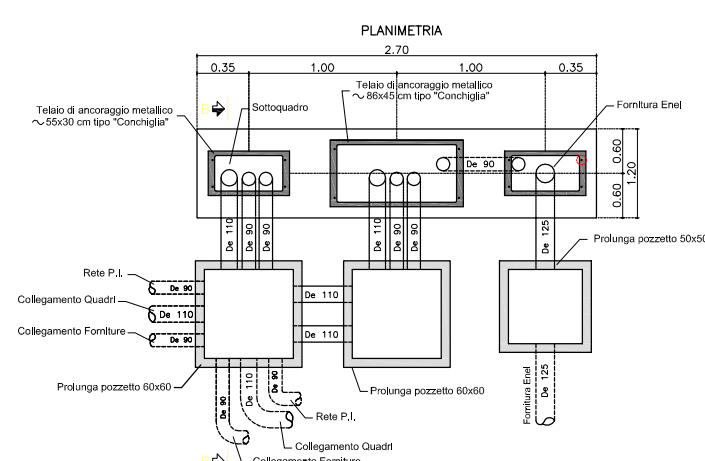 PLANIMETRIA
2.70
0.35
1.00
1.00
0.35
Telaio di ancoraggio metallico
~ 86x45 cm tipo "Conchiglia"
Telaio di ancoraggio metallico
~ 55x30 cm tipo "Conchiglia"
B
Sottoquadro
Fornitura Enel
De 90
0.60
0.60
1.20
De 110
De 90
De 90
De 110
De 90
De 90
De 125
Prolunga pozzetto 50x50
Rete P.I.
De 90
Collegamento Quadri
De 110
Collegamento Forniture
De 90
De 110
De 110
Prolunga pozzetto 60x60
Prolunga pozzetto 60x60
De 90
De 110
De 90
Rete P.I.
Collegamento Quadri
Collegamento Forniture
B
Fornitura Enel
De 125